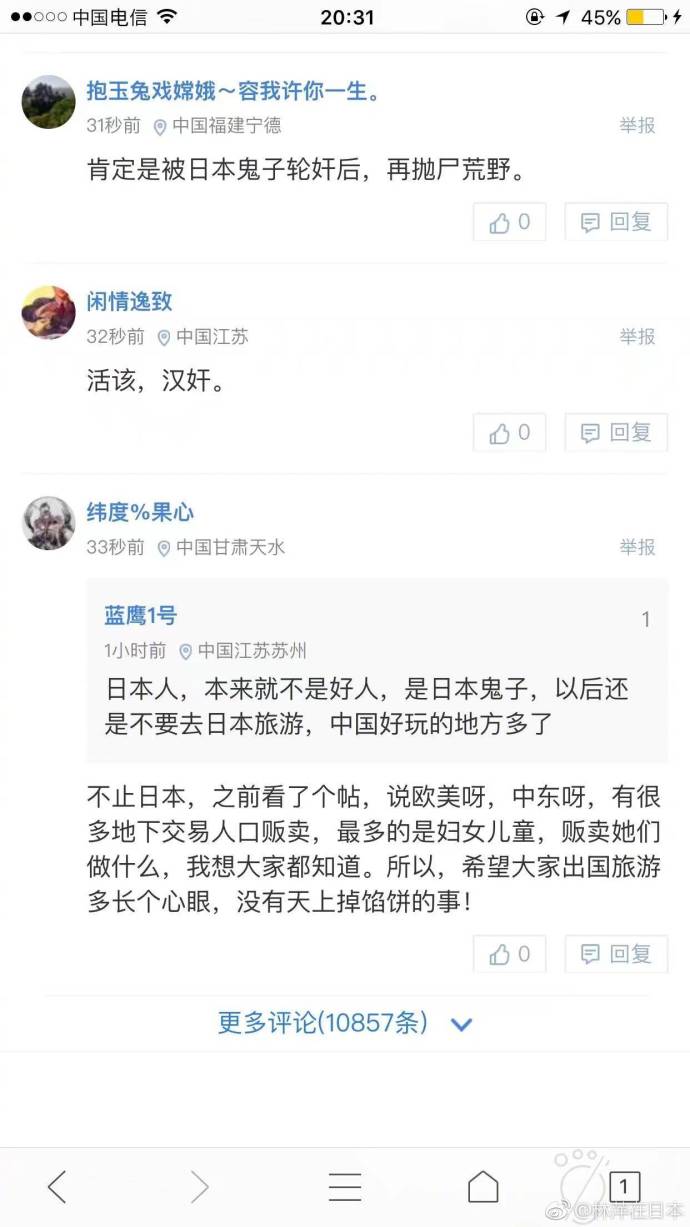 中国电信
20:31
45%
抱玉兔戏嫦娥～容我许你一生。
31秒前 中国福建宁德
举报
肯定是被日本鬼子轮奸后，再抛尸荒野。
0 回复
闲情逸致
32秒前 中国江苏
举报
活该，汉奸。
0 回复
纬度%果心
33秒前 中国甘肃天水
举报
蓝鹰1号
1
1小时前 中国江苏苏州
日本人，本来就不是好人，是日本鬼子，以后还
是不要去日本旅游，中国好玩的地方多了
不止日本，之前看了个帖，说欧美呀，中东呀，有很
多地下交易人口贩卖，最多的是妇女儿童，贩卖她们
做什么，我想大家都知道。所以，希望大家出国旅游
多长个心眼，没有天上掉馅饼的事！
0 回复
更多评论(10857条)
1
@林萍在日本